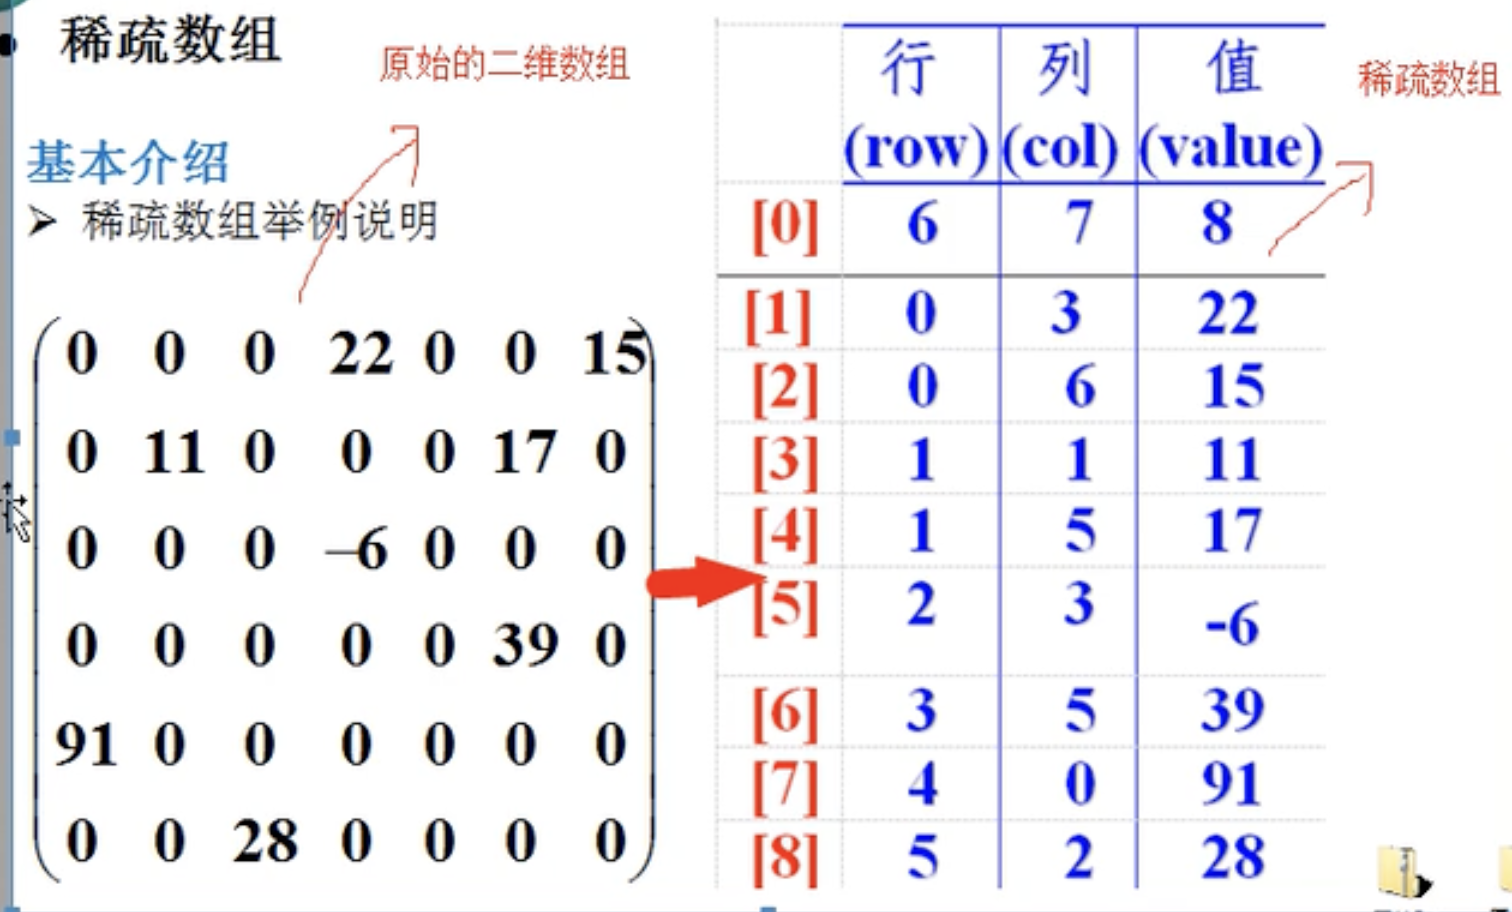 稀疏数组
原始的二维数组
基本介绍
➢ 稀疏数组举例说明
0 0 0 22 0 0 15
0 11 0 0 0 17 0
0 0 0 –6 0 0 0
0 0 0 0 0 39 0
91 0 0 0 0 0 0
0 0 28 0 0 0 0
行 列 值
(row) (col) (value)
稀疏数组
[0] 6 7 8
[1] 0 3 22
[2] 0 6 15
[3] 1 1 11
[4] 1 5 17
[5] 2 3 -6
[6] 3 5 39
[7] 4 0 91
[8] 5 2 28